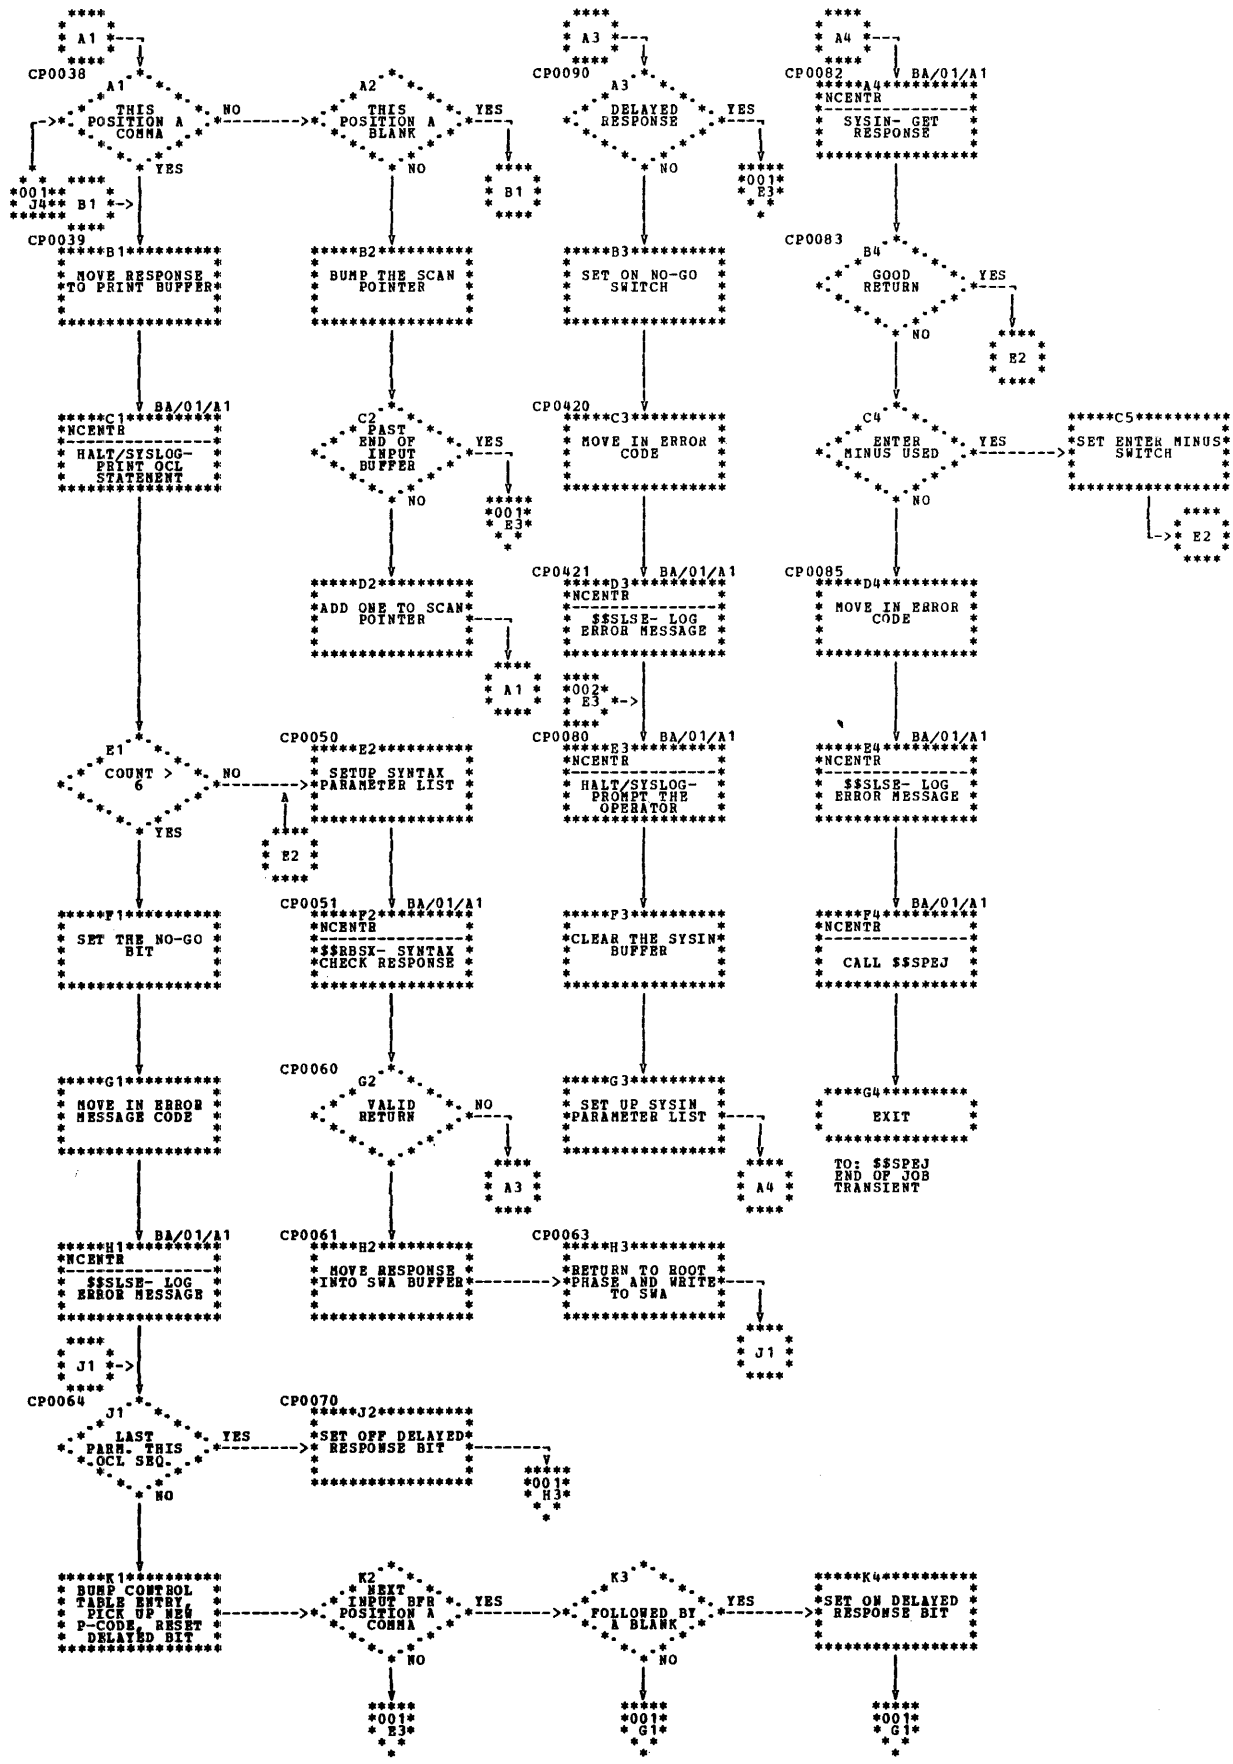 A1
A3
A4
CP0038
CP0090
CP0082
BA/01/A1
A1
THIS
POSITION A
COMMA
NO
YES
A2
THIS
POSITION A
BLANK
YES
NO
A3
DELAYED
RESPONSE
YES
NO
A4
NCENTR
SYSIN- GET
RESPONSE
001
J4
B1
B1
001
E3
CP0039
CP0083
B1
MOVE RESPONSE
TO PRINT BUFFER
B2
BUMP THE SCAN
POINTER
B3
SET ON NO-GO
SWITCH
B4
GOOD
RETURN
YES
NO
E2
BA/01/A1
CP0420
C1
NCENTR
HALT/SYSLOG-
PRINT OCL
STATEMENT
C2
PAST
END OF
INPUT
BUFFER
YES
NO
C3
MOVE IN ERROR
CODE
C4
ENTER
MINUS USED
YES
NO
C5
SET ENTER MINUS
SWITCH
001
E3
E2
CP0421
BA/01/A1
CP0085
D2
ADD ONE TO SCAN
POINTER
D3
NCENTR
$$SLSE- LOG
ERROR MESSAGE
D4
MOVE IN ERROR
CODE
A1
002
E3
CP0050
CP0080
BA/01/A1
BA/01/A1
E1
COUNT >
6
NO
YES
E2
SETUP SYNTAX
PARAMETER LIST
E3
NCENTR
HALT/SYSLOG-
PROMPT THE
OPERATOR
E4
NCENTR
$$SLSE- LOG
ERROR MESSAGE
E2
CP0051
BA/01/A1
BA/01/A1
F1
SET THE NO-GO
BIT
F2
NCENTR
$$RBSX- SYNTAX
CHECK RESPONSE
F3
CLEAR THE SYSIN
BUFFER
F4
NCENTR
CALL $$SPEJ
CP0060
G1
MOVE IN ERROR
MESSAGE CODE
G2
VALID
RETURN
NO
G3
SET UP SYSIN
PARAMETER LIST
G4
EXIT
TO: $$SPEJ
END OF JOB
TRANSIENT
A3
A4
BA/01/A1
CP0061
CP0063
H1
NCENTR
$$SLSE- LOG
ERROR MESSAGE
H2
MOVE RESPONSE
INTO SWA BUFFER
H3
RETURN TO ROOT
PHASE AND WRITE
TO SWA
J1
J1
CP0064
CP0070
J1
LAST
PARM. THIS
OCL SEQ.
YES
NO
J2
SET OFF DELAYED
RESPONSE BIT
001
H3
K1
BUMP CONTROL
TABLE ENTRY,
PICK UP NEW
P-CODE, RESET
DELAYED BIT
K2
NEXT
INPUT BFR
POSITION A
COMMA
YES
NO
K3
FOLLOWED BY
A BLANK
YES
NO
K4
SET ON DELAYED
RESPONSE BIT
001
E3
001
G1
001
G1